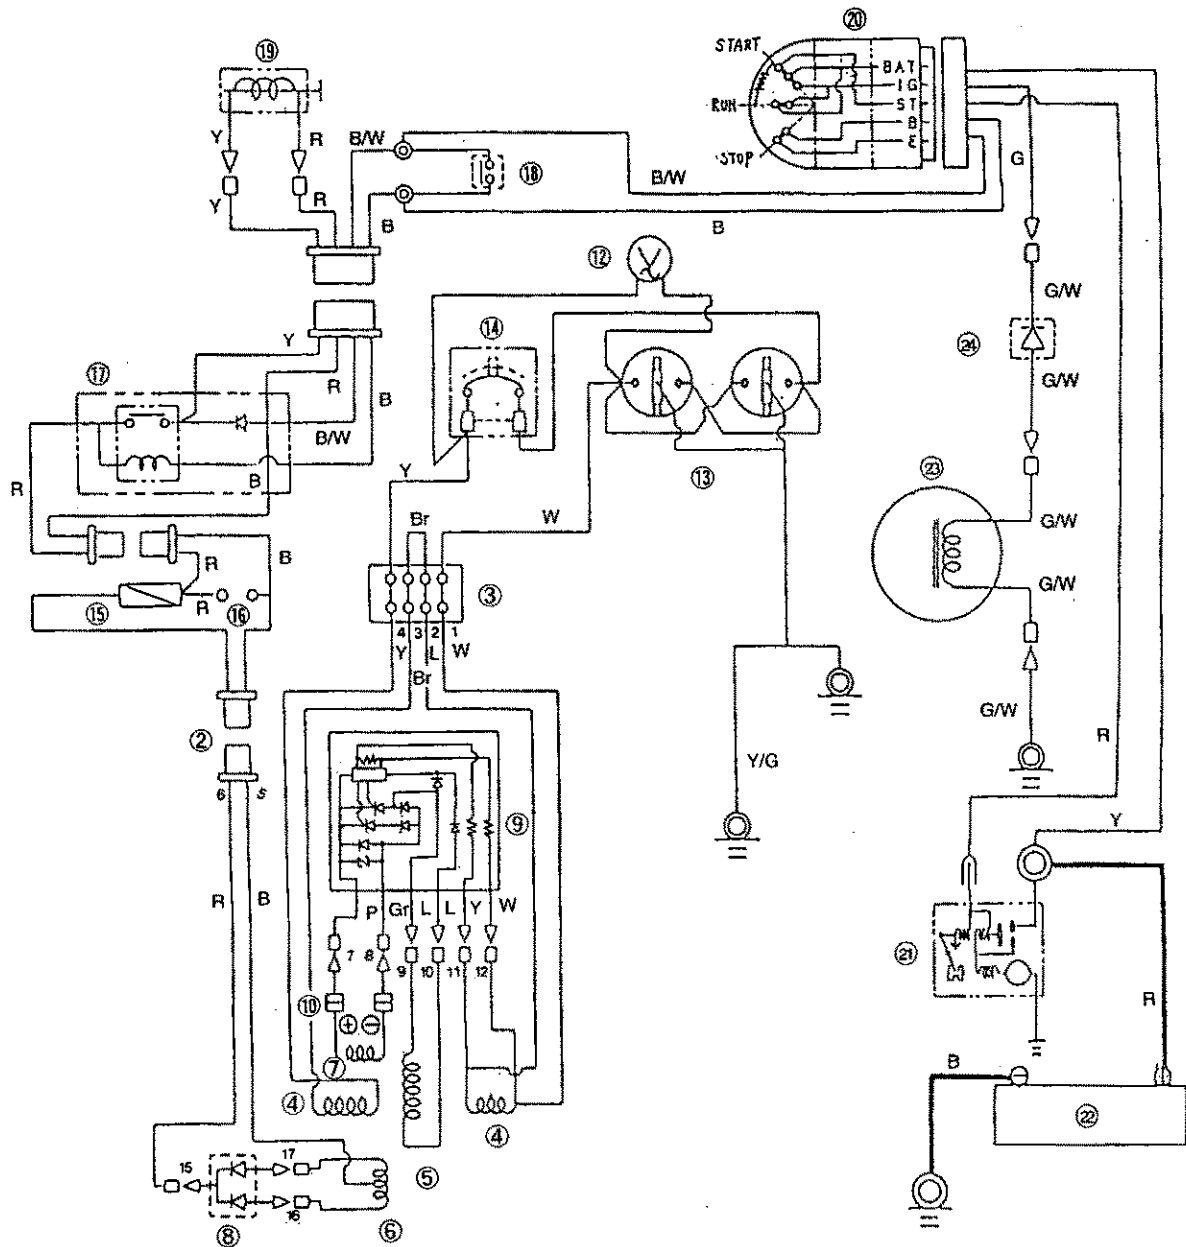 ⑲
⑳
START
BAT
IG
RUN
ST
B
E
STOP
Y
R
B/W
⑱
G
Y
R
B/W
B
B
⑫
G/W
⑭
㉔
Y
⑰
R
B
G/W
B/W
B
⑬
㉓
R
Y
Br
W
G/W
R
B
G/W
③
⑮
R
⑯
4 3 2 1
Y L W
Br
G/W
②
R
Y/G
6 5
Y
⑨
R
B
P
Gr
L
L
Y
W
㉑
7
8
9
10
11
12
⑩
+
−
R
⑦
B
④
④
㉒
⑤
15
17
16
⑧
⑥